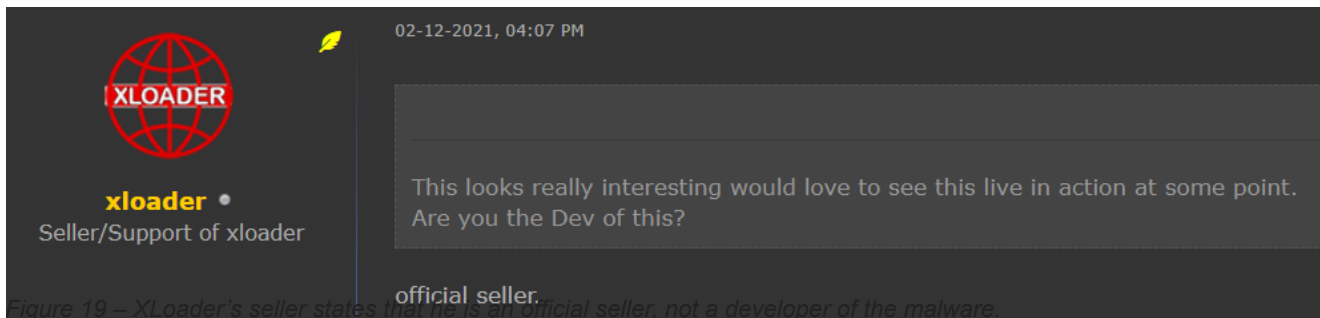 02-12-2021, 04:07 PM
XLOADER
xloader
Seller/Support of xloader
This looks really interesting would love to see this live in action at some point.
Are you the Dev of this?
official seller.
Figure 19 – XLoader's seller states that he is an official seller, not a developer of the malware.